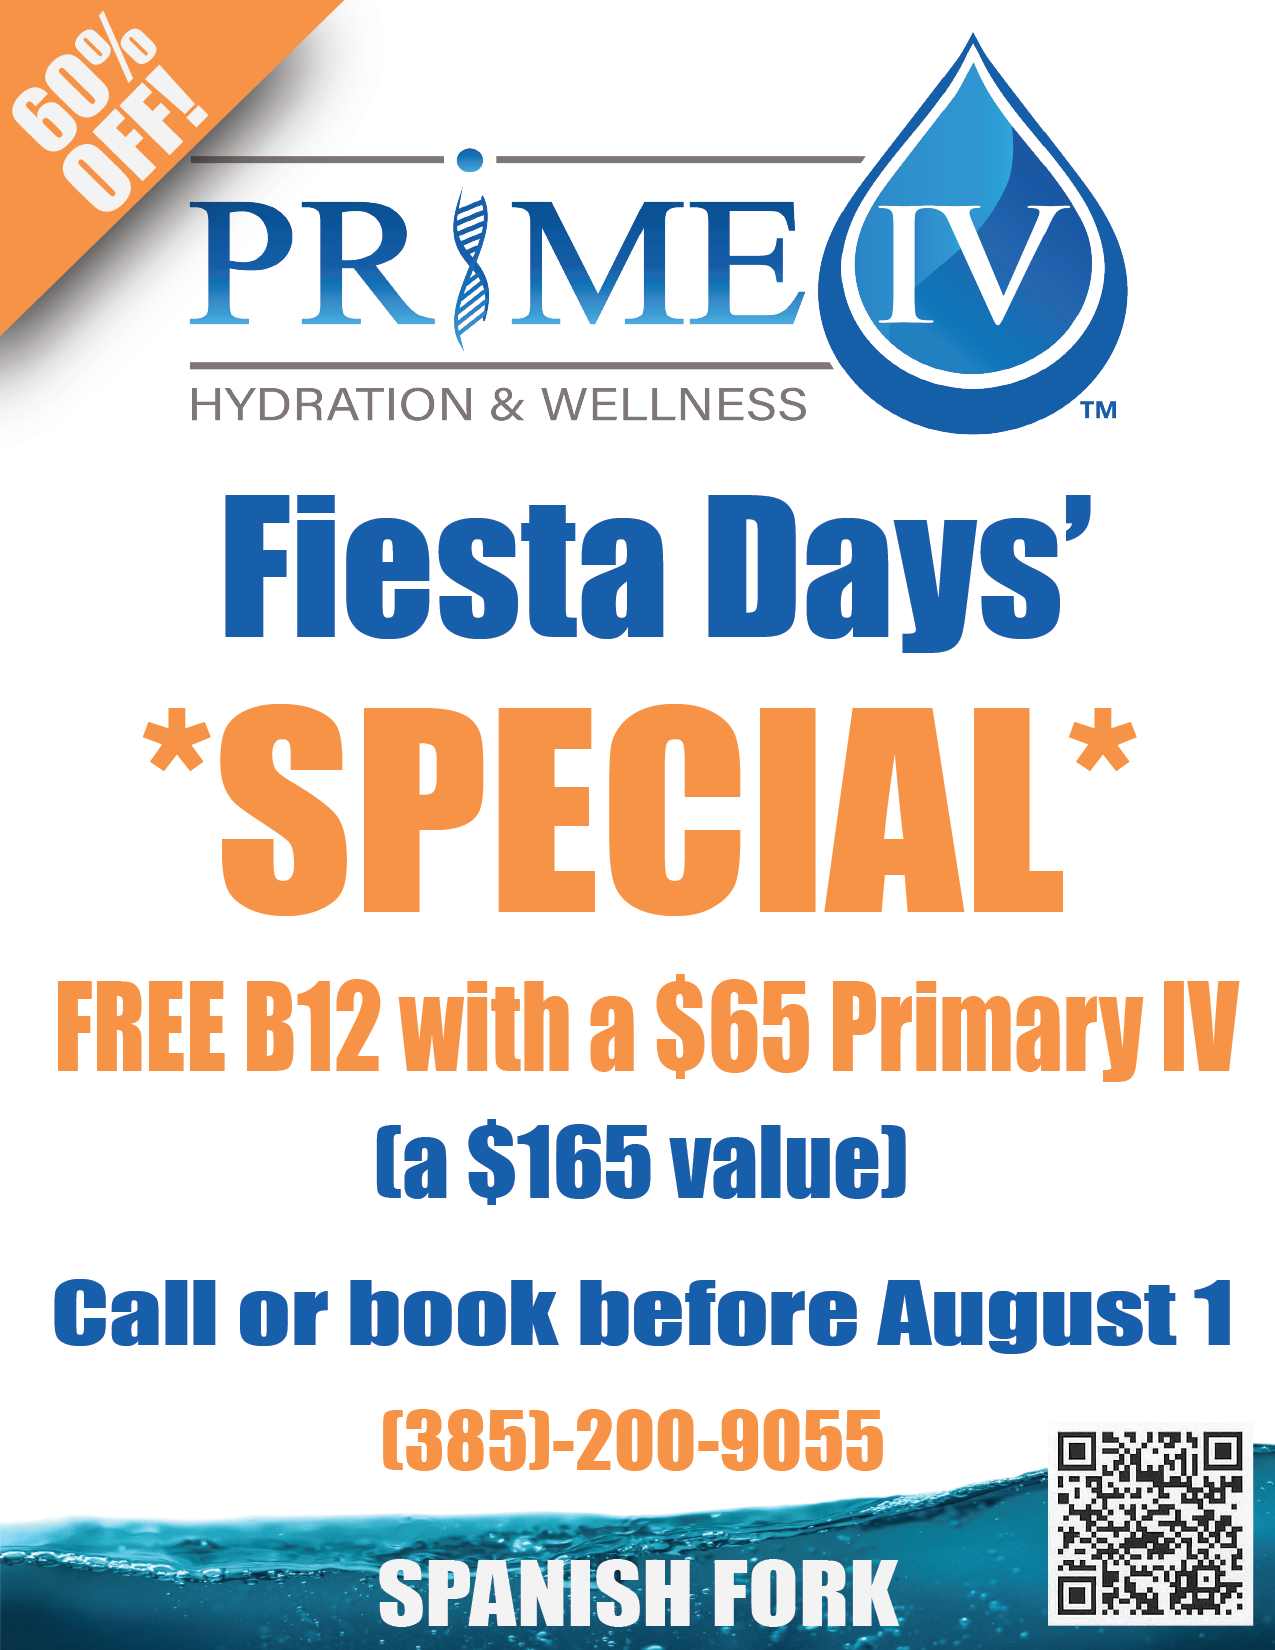 60%
OFF!
PRiME IV
HYDRATION & WELLNESS
TM
Fiesta Days’
*SPECIAL*
FREE B12 with a $65 Primary IV
(a $165 value)
Call or book before August 1
(385)-200-9055
SPANISH FORK